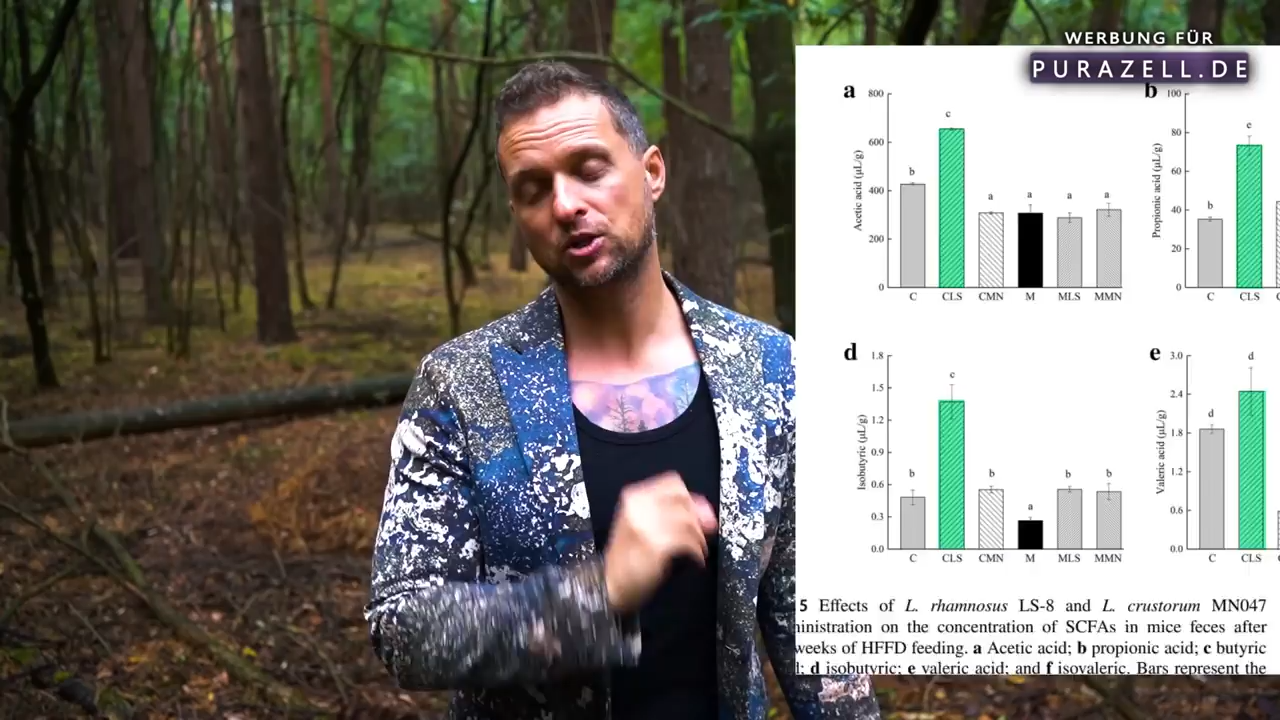 WERBUNG FÜR
PURAZELL.DE
a
800
600
400
200
0
Acetic acid (µL/g)
b
c
a
a
a
a
C CLS CMN M MLS MMN
b
100
80
60
40
20
0
Propionic acid (µL/g)
b
e
C CLS
d
1.8
1.5
1.2
0.9
0.6
0.3
0.0
Isobutyric (µL/g)
b
c
b
a
b
b
C CLS CMN M MLS MMN
e
3.0
2.4
1.8
1.2
0.6
0.0
Valeric acid (µL/g)
d
d
C CLS
5 Effects of L. rhamnosus LS-8 and L. crustorum MN047
ministration on the concentration of SCFAs in mice feces after
weeks of HFFD feeding. a Acetic acid; b propionic acid; c butyric
d isobutyric; e valeric acid; and f isovaleric. Bars represent the